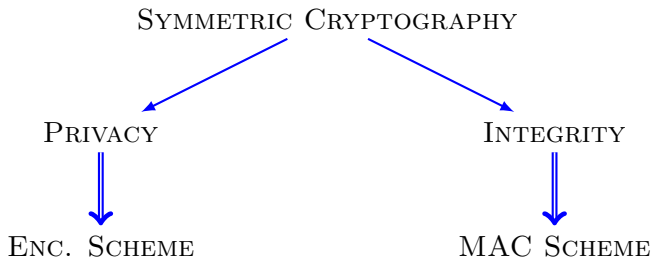 Symmetric Cryptography
Privacy Integrity
Enc. Scheme MAC Scheme